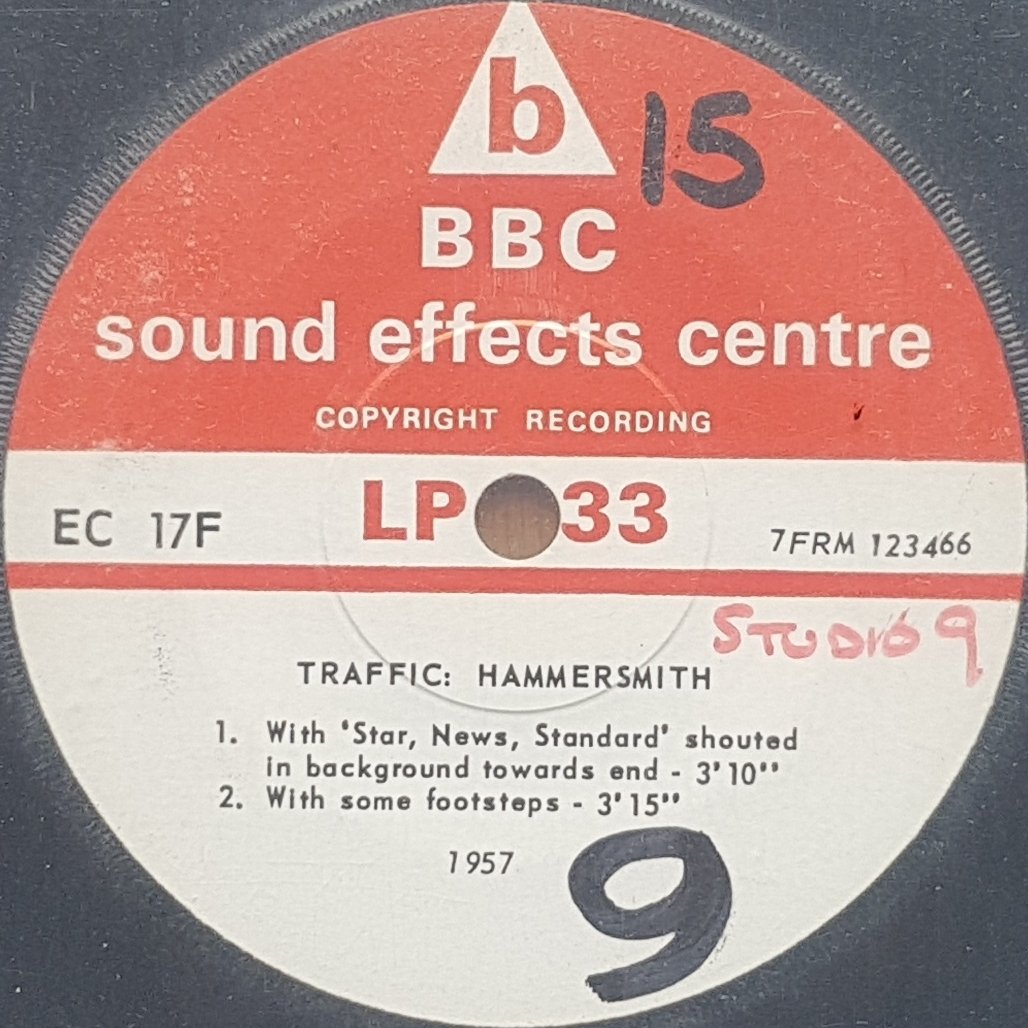 b
15
BBC
sound effects centre
COPYRIGHT RECORDING
EC 17F
LP 33
7FRM 123466
STUDIO 9
TRAFFIC: HAMMERSMITH
1. With 'Star, News, Standard' shouted
in background towards end - 3'10''
2. With some footsteps - 3'15''
1957
9